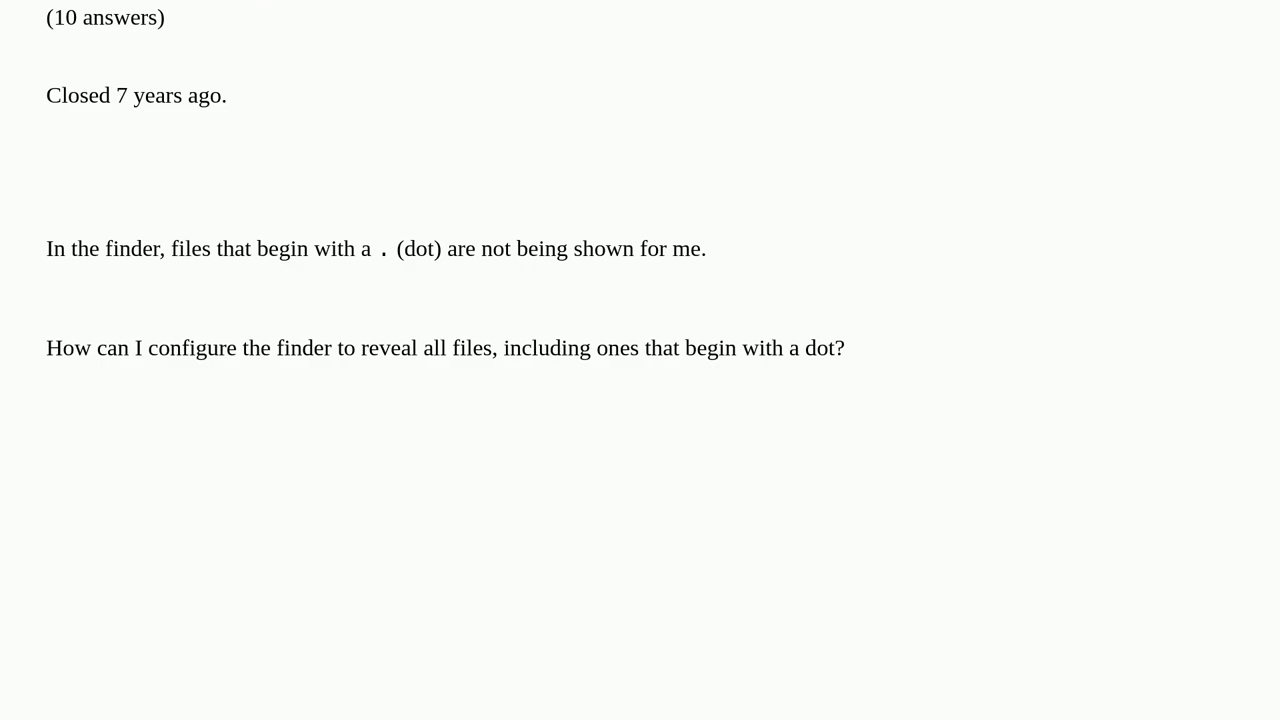 (10 answers)
Closed 7 years ago.
In the finder, files that begin with a . (dot) are not being shown for me.
How can I configure the finder to reveal all files, including ones that begin with a dot?